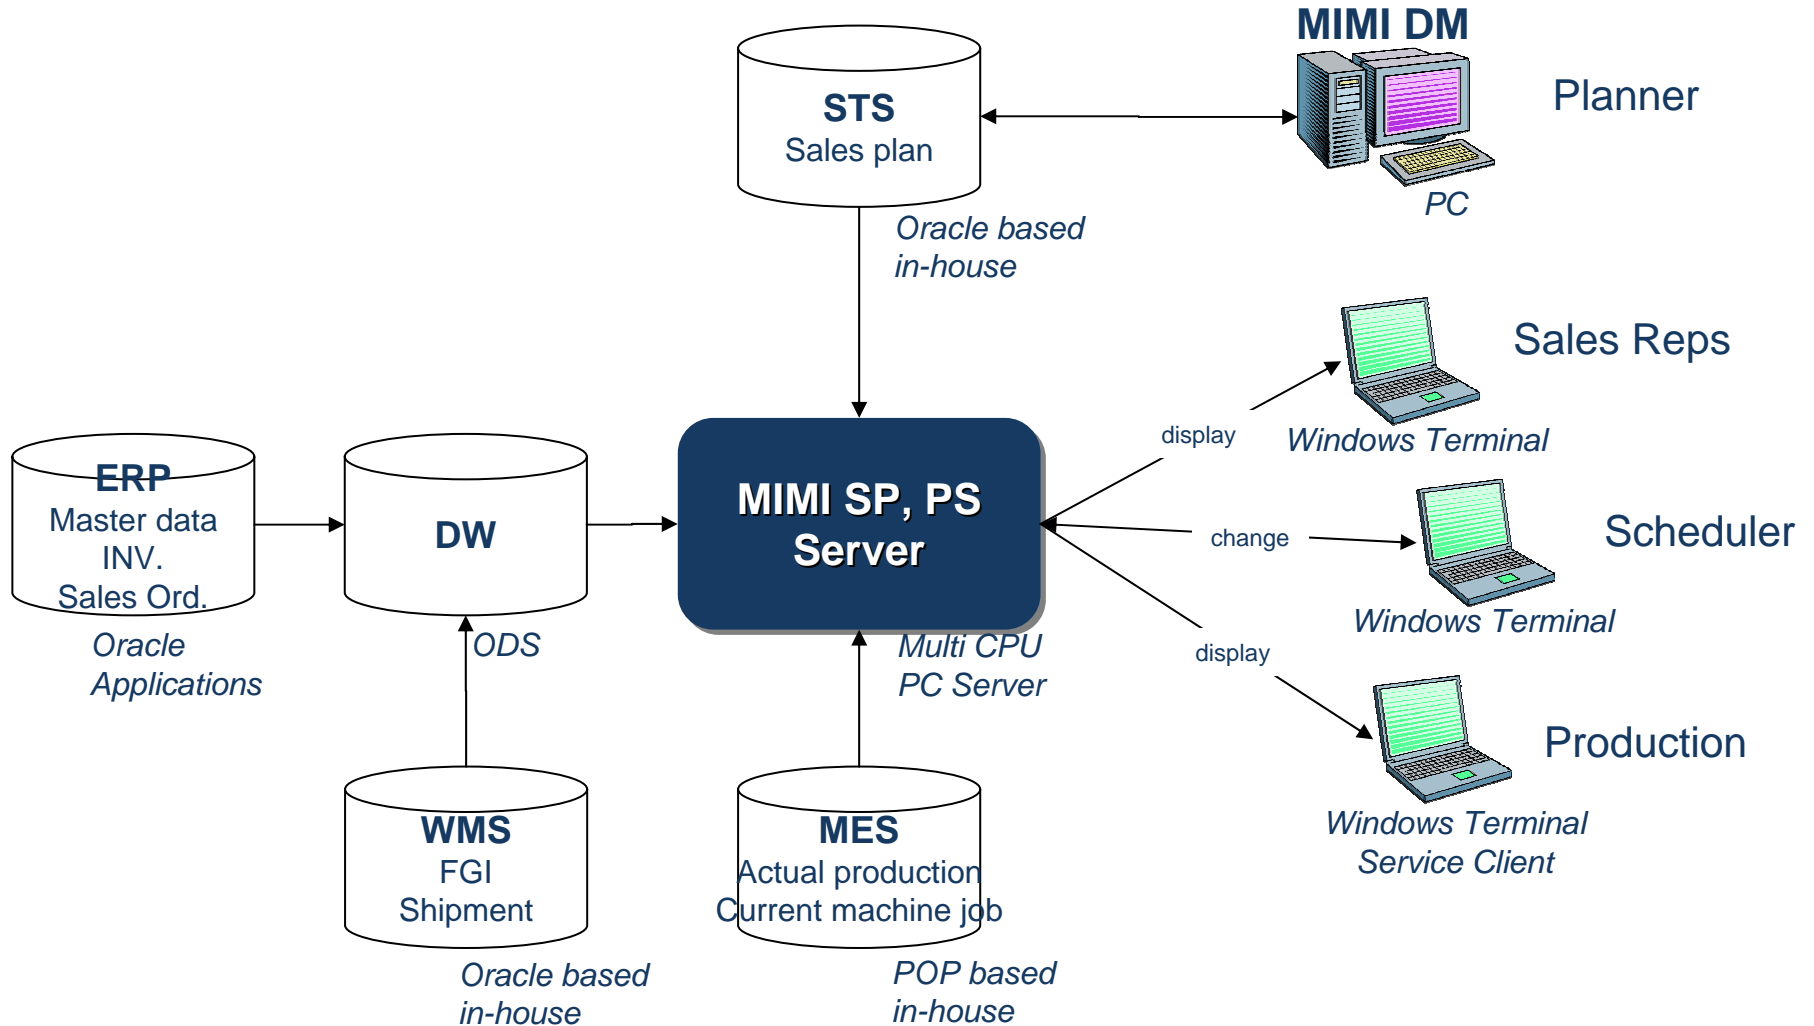 MIMI DM
Planner
PC
STS
Sales plan
Oracle based
in-house
Sales Reps
Windows Terminal
display
ERP
Master data
INV.
Sales Ord.
Oracle
Applications
DW
ODS
MIMI SP, PS
Server
Multi CPU
PC Server
change
Scheduler
Windows Terminal
display
Production
Windows Terminal
Service Client
WMS
FGI
Shipment
Oracle based
in-house
MES
Actual production
Current machine job
POP based
in-house